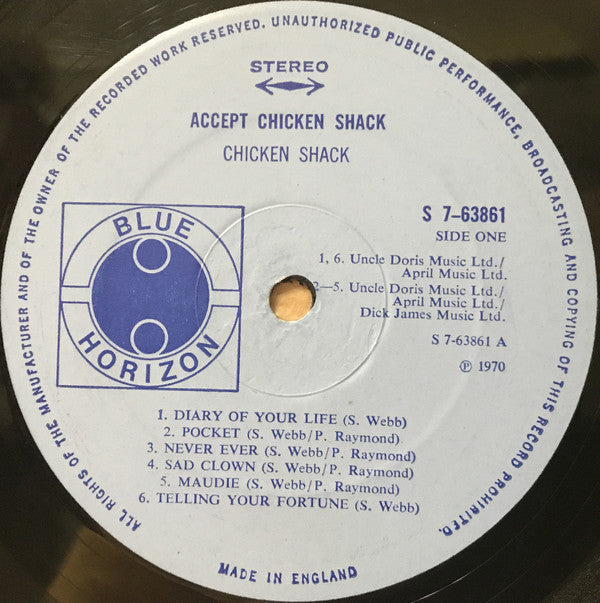 ALL RIGHTS OF THE MANUFACTURER AND OF THE OWNER OF THE RECORDED WORK RESERVED. UNAUTHORIZED PUBLIC PERFORMANCE, BROADCASTING AND COPYING OF THIS RECORD PROHIBITED.
STEREO
ACCEPT CHICKEN SHACK
CHICKEN SHACK
BLUE
HORIZON
S 7–63861
SIDE ONE
1, 6. Uncle Doris Music Ltd./
April Music Ltd.
2—5. Uncle Doris Music Ltd./
April Music Ltd./
Dick James Music Ltd.
S 7-63861 A
℗ 1970
1. DIARY OF YOUR LIFE (S. Webb)
2. POCKET (S. Webb/P. Raymond)
3. NEVER EVER (S. Webb/P. Raymond)
4. SAD CLOWN (S. Webb/P. Raymond)
5. MAUDIE (S. Webb/P. Raymond)
6. TELLING YOUR FORTUNE (S. Webb)
MADE IN ENGLAND